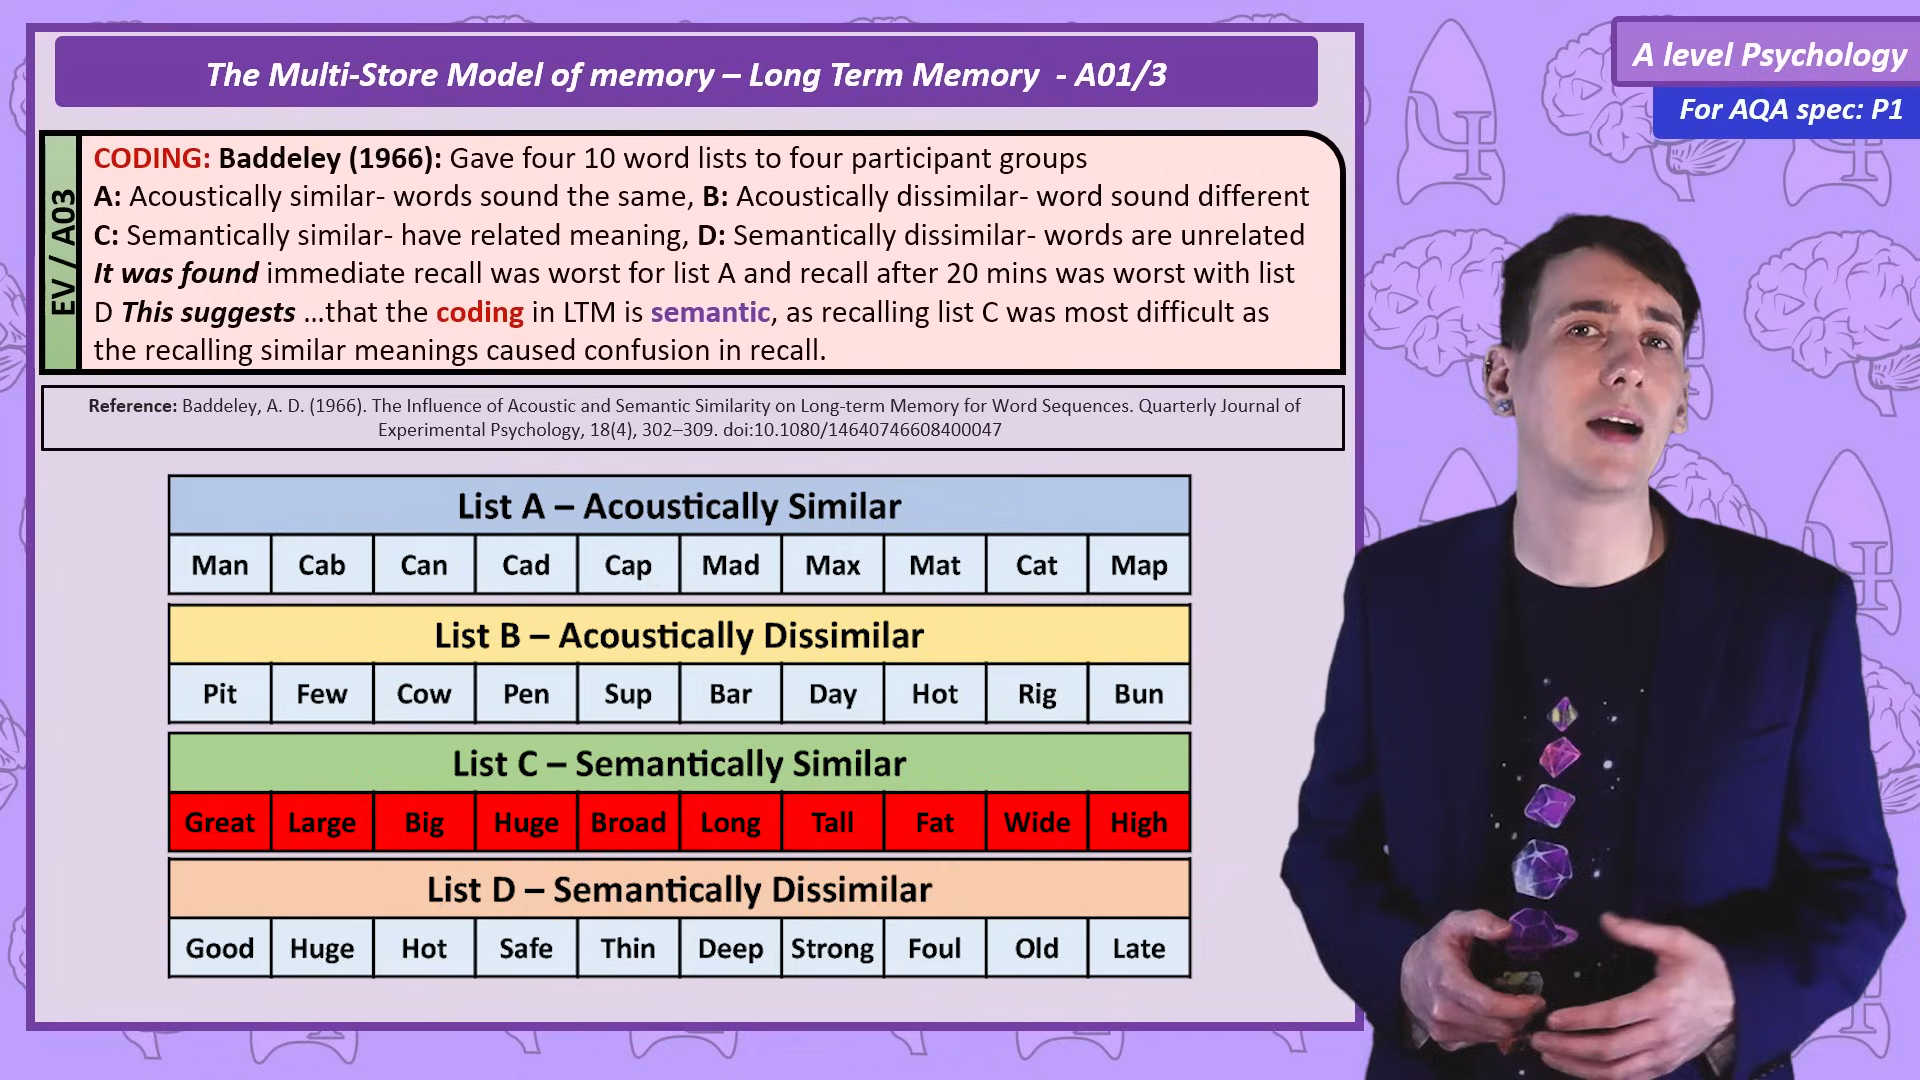 The Multi-Store Model of memory – Long Term Memory - A01/3
A level Psychology
For AQA spec: P1
EV / A03
CODING: Baddeley (1966): Gave four 10 word lists to four participant groups
A: Acoustically similar- words sound the same, B: Acoustically dissimilar- word sound different
C: Semantically similar- have related meaning, D: Semantically dissimilar- words are unrelated
It was found immediate recall was worst for list A and recall after 20 mins was worst with list
D This suggests ...that the coding in LTM is semantic, as recalling list C was most difficult as
the recalling similar meanings caused confusion in recall.
Reference: Baddeley, A. D. (1966). The Influence of Acoustic and Semantic Similarity on Long-term Memory for Word Sequences. Quarterly Journal of
Experimental Psychology, 18(4), 302–309. doi:10.1080/14640746608400047
List A – Acoustically Similar
Man Cab Can Cad Cap Mad Max Mat Cat Map
List B – Acoustically Dissimilar
Pit Few Cow Pen Sup Bar Day Hot Rig Bun
List C – Semantically Similar
Great Large Big Huge Broad Long Tall Fat Wide High
List D – Semantically Dissimilar
Good Huge Hot Safe Thin Deep Strong Foul Old Late